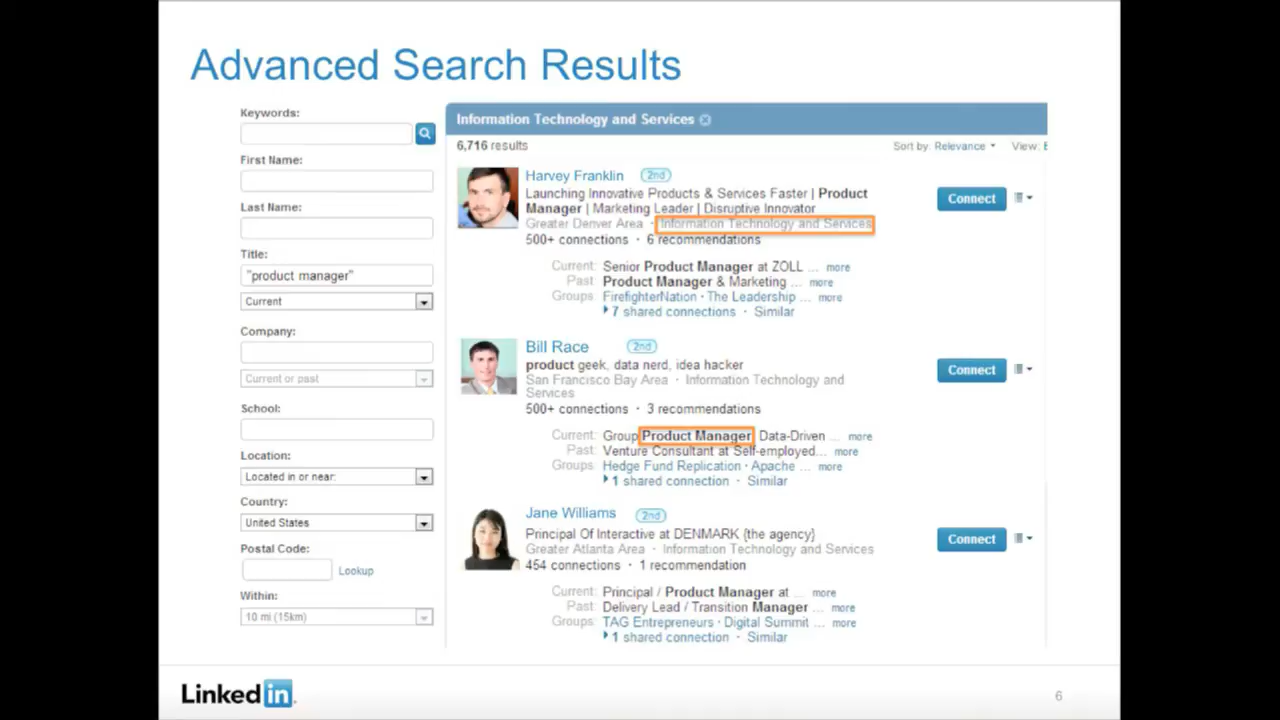 Advanced Search Results
Keywords:
First Name:
Last Name:
Title:
"product manager"
Current
Company:
Current or past
School:
Location:
Located in or near:
Country:
United States
Postal Code:
Lookup
Within:
10 mi (15km)
Information Technology and Services
6,716 results
Sort by: Relevance
View:
Harvey Franklin 2nd
Launching Innovative Products & Services Faster | Product
Manager | Marketing Leader | Disruptive Innovator
Greater Denver Area · Information Technology and Services
500+ connections · 6 recommendations
Current: Senior Product Manager at ZOLL ... more
Past: Product Manager & Marketing ... more
Groups: FirefighterNation · The Leadership ... more
7 shared connections · Similar
Connect
Bill Race 2nd
product geek, data nerd, idea hacker
San Francisco Bay Area · Information Technology and
Services
500+ connections · 3 recommendations
Current: Group Product Manager Data-Driven ... more
Past: Venture Consultant at Self-employed... more
Groups: Hedge Fund Replication · Apache ... more
1 shared connection · Similar
Connect
Jane Williams 2nd
Principal Of Interactive at DENMARK {the agency}
Greater Atlanta Area · Information Technology and Services
454 connections · 1 recommendation
Current: Principal / Product Manager at ... more
Past: Delivery Lead / Transition Manager ... more
Groups: TAG Entrepreneurs · Digital Summit ... more
1 shared connection · Similar
Connect
Linked in
6